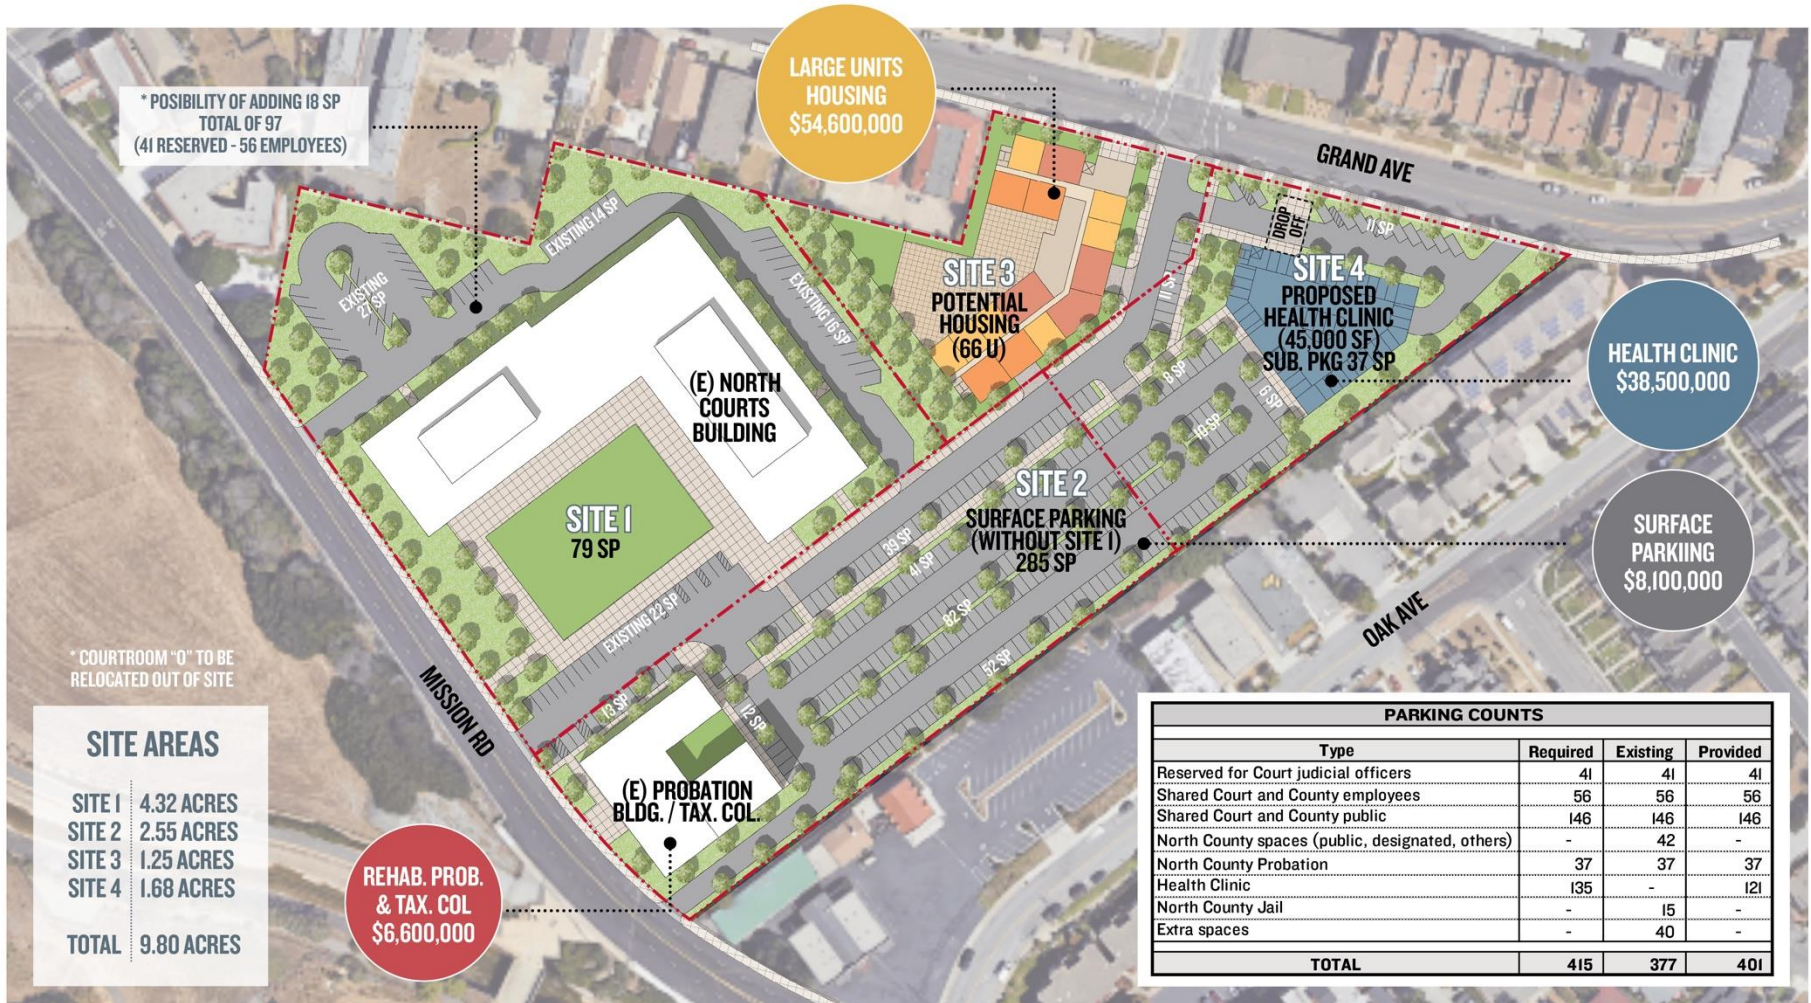 * POSIBILITY OF ADDING 18 SP
TOTAL OF 97
(41 RESERVED - 56 EMPLOYEES)
LARGE UNITS
HOUSING
$54,600,000
GRAND AVE
EXISTING 14 SP
EXISTING
27 SP
EXISTING 16 SP
DROP
OFF
11 SP
11 SP
SITE 3
POTENTIAL
HOUSING
(66 U)
SITE 4
PROPOSED
HEALTH CLINIC
(45,000 SF)
SUB. PKG 37 SP
HEALTH CLINIC
$38,500,000
(E) NORTH
COURTS
BUILDING
8 SP
6 SP
10 SP
SITE 1
79 SP
SITE 2
SURFACE PARKING
(WITHOUT SITE 1)
285 SP
SURFACE
PARKIING
$8,100,000
39 SP
41 SP
82 SP
52 SP
EXISTING 22 SP
13 SP
12 SP
OAK AVE
MISSION RD
* COURTROOM "O" TO BE
RELOCATED OUT OF SITE
SITE AREAS
SITE 1 4.32 ACRES
SITE 2 2.55 ACRES
SITE 3 1.25 ACRES
SITE 4 1.68 ACRES
TOTAL 9.80 ACRES
(E) PROBATION
BLDG. / TAX. COL.
REHAB. PROB.
& TAX. COL
$6,600,000
PARKING COUNTS
Type Required Existing Provided
Reserved for Court judicial officers 41 41 41
Shared Court and County employees 56 56 56
Shared Court and County public 146 146 146
North County spaces (public, designated, others) - 42 -
North County Probation 37 37 37
Health Clinic 135 - 121
North County Jail - 15 -
Extra spaces - 40 -
TOTAL 415 377 401